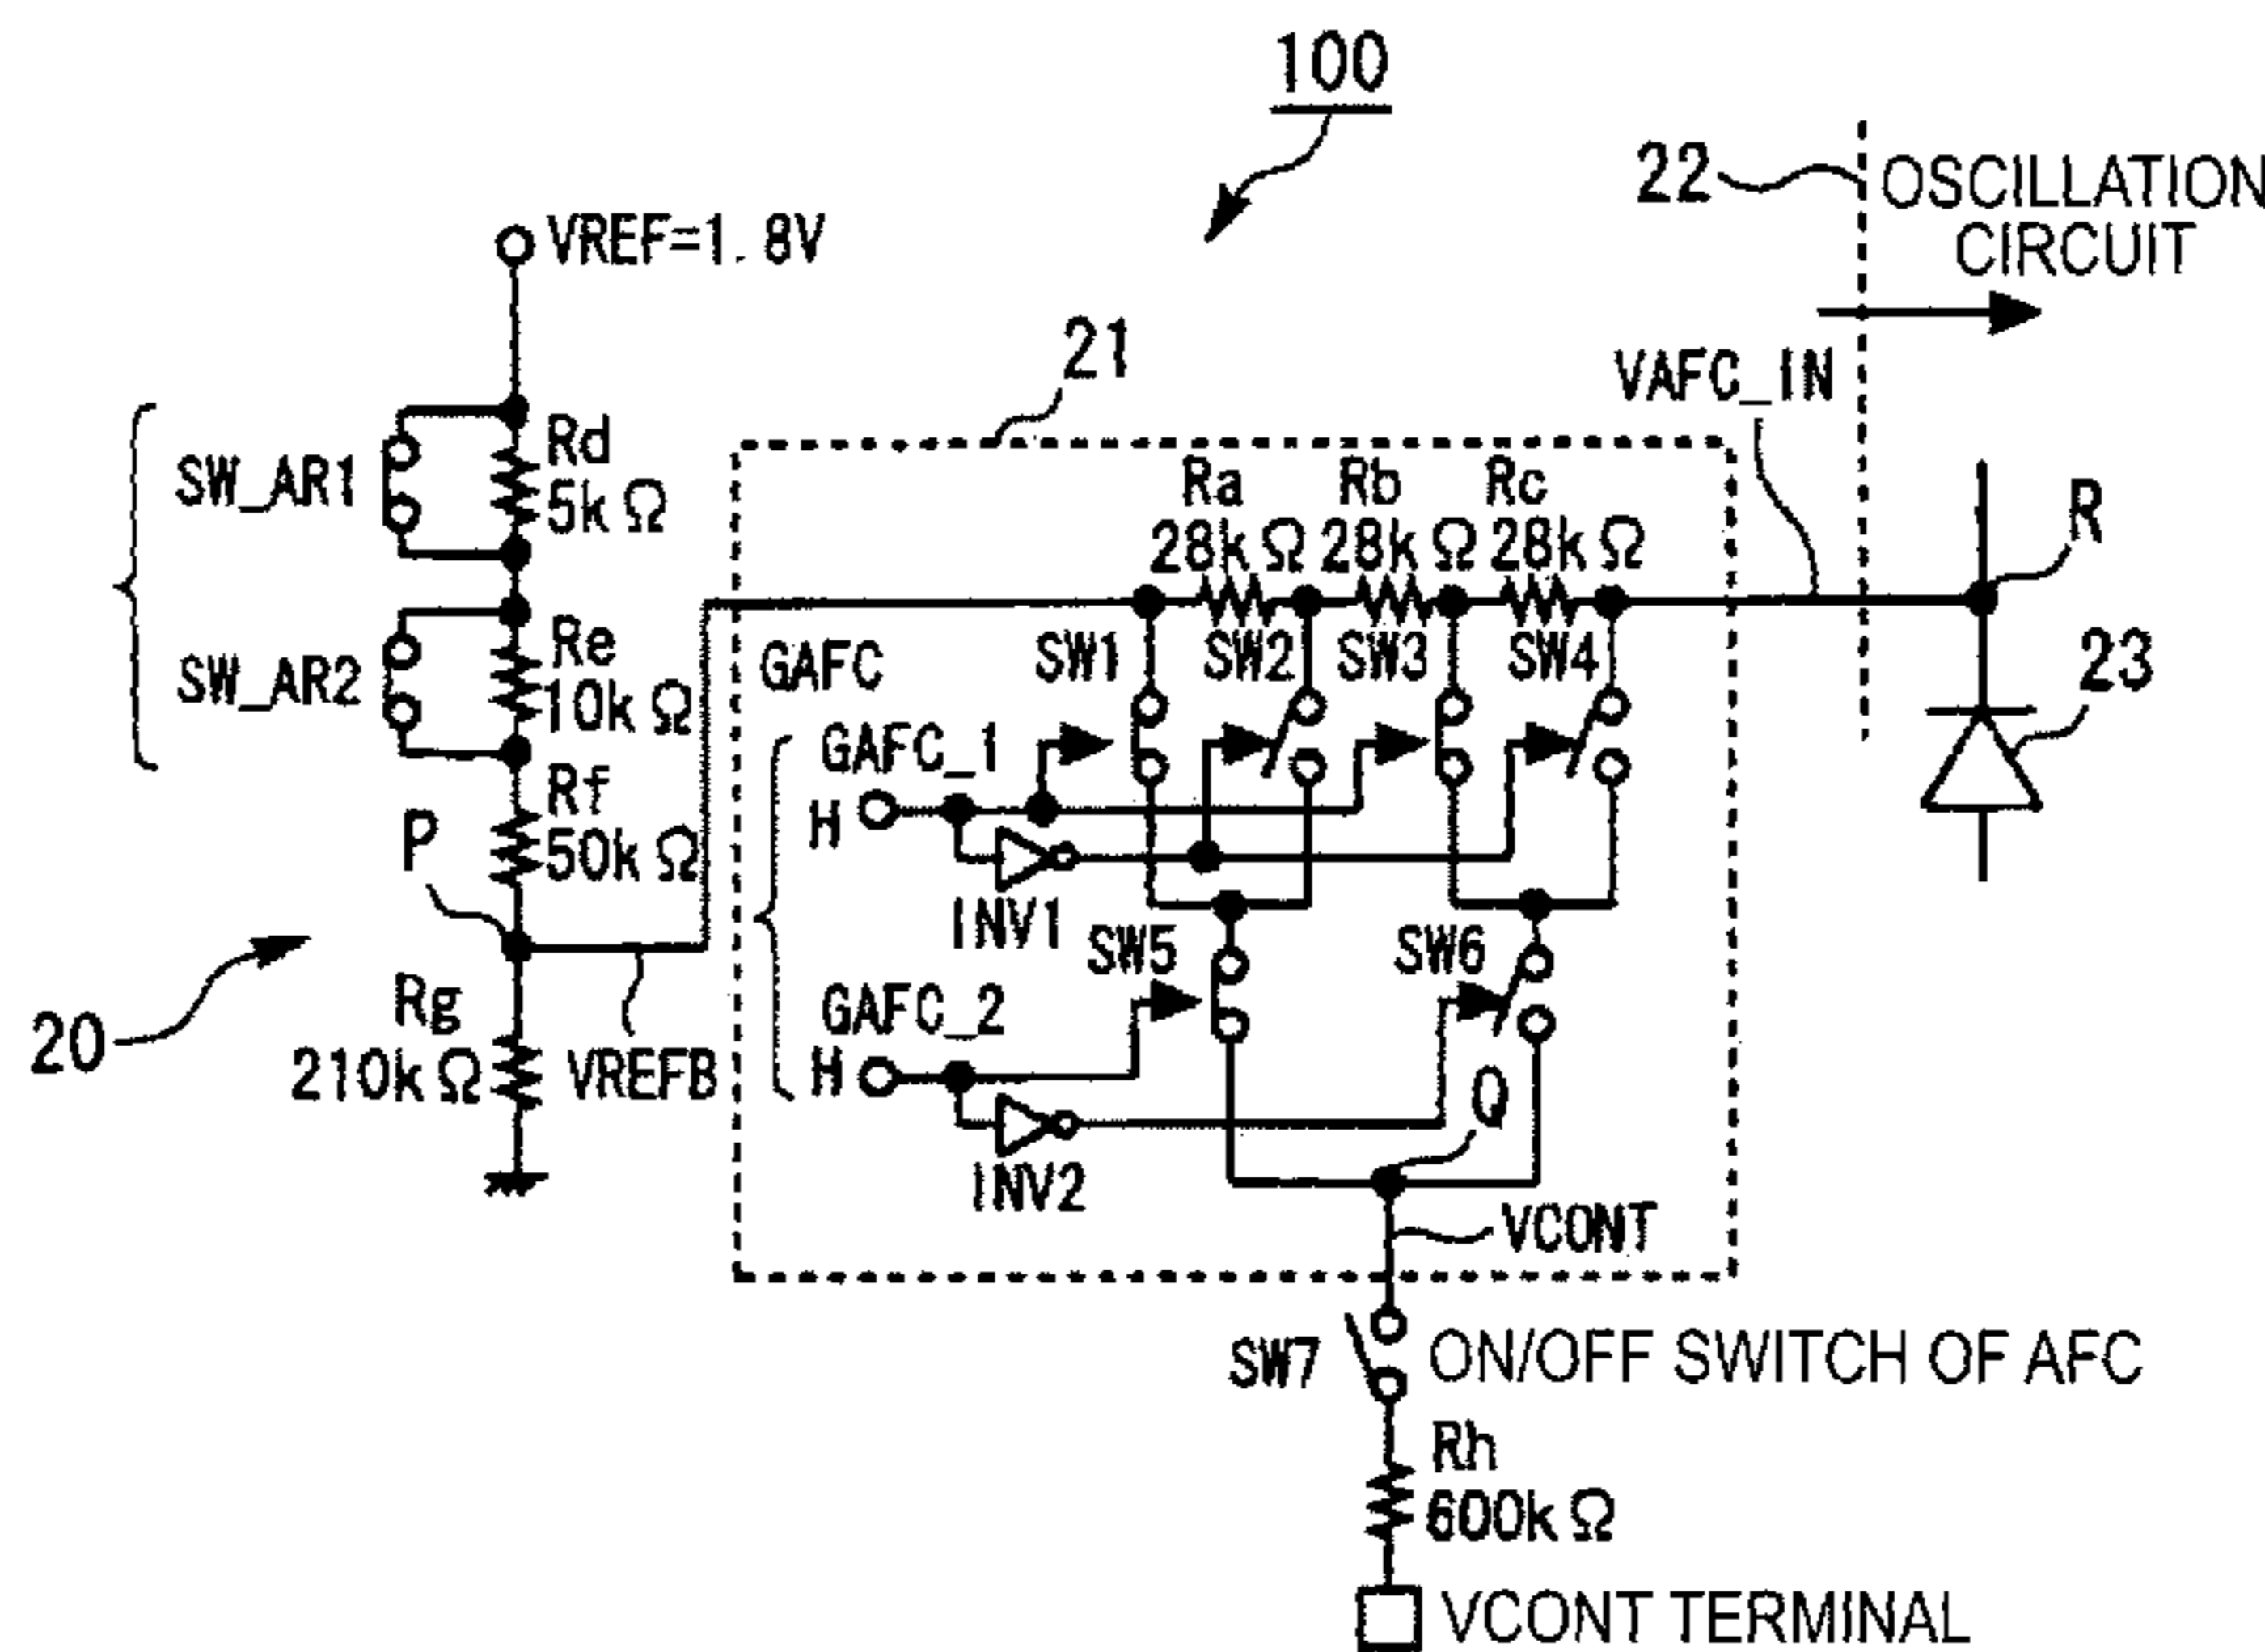 100
22
OSCILLATION
CIRCUIT
VREF=1.8V
21
VAFC_IN
SW_AR1
Rd
5kΩ
Ra
28kΩ
Rb
28kΩ
Rc
28kΩ
R
SW_AR2
Re
10kΩ
GAFC
SW1
SW2
SW3
SW4
23
GAFC_1
H
Rf
50kΩ
P
INV1
SW5
SW6
20
Rg
210kΩ
VREFB
GAFC_2
H
Q
INV2
VCONT
SW7
ON/OFF SWITCH OF AFC
Rh
600kΩ
VCONT TERMINAL